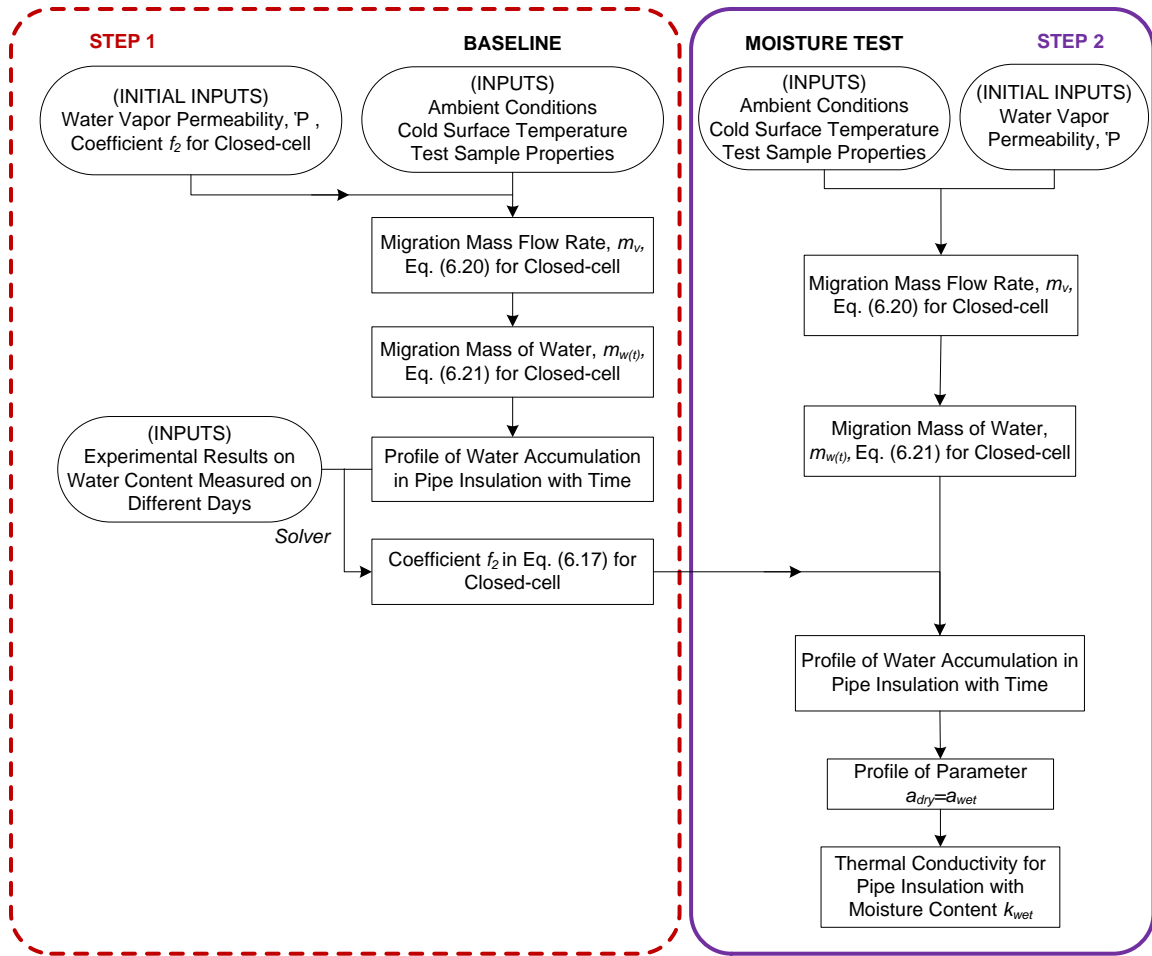 STEP 1
BASELINE
(INITIAL INPUTS)
Water Vapor Permeability, 'P ,
Coefficient f2 for Closed-cell
(INPUTS)
Ambient Conditions
Cold Surface Temperature
Test Sample Properties
Migration Mass Flow Rate, mv,
Eq. (6.20) for Closed-cell
Migration Mass of Water, mw(t),
Eq. (6.21) for Closed-cell
(INPUTS)
Experimental Results on
Water Content Measured on
Different Days
Profile of Water Accumulation
in Pipe Insulation with Time
Solver
Coefficient f2 in Eq. (6.17) for
Closed-cell
MOISTURE TEST
STEP 2
(INPUTS)
Ambient Conditions
Cold Surface Temperature
Test Sample Properties
(INITIAL INPUTS)
Water Vapor
Permeability, 'P
Migration Mass Flow Rate, mv,
Eq. (6.20) for Closed-cell
Migration Mass of Water,
mw(t), Eq. (6.21) for Closed-cell
Profile of Water Accumulation in
Pipe Insulation with Time
Profile of Parameter
adry=awet
Thermal Conductivity for
Pipe Insulation with
Moisture Content kwet